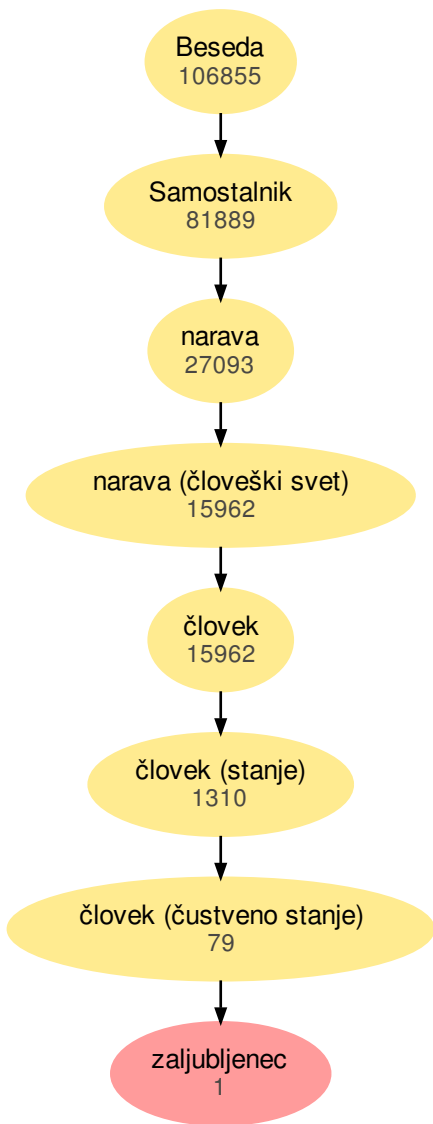 Beseda
106855
Samostalnik
81889
narava
27093
narava (človeški svet)
15962
človek
15962
človek (stanje)
1310
človek (čustveno stanje)
79
zaljubljenec
1